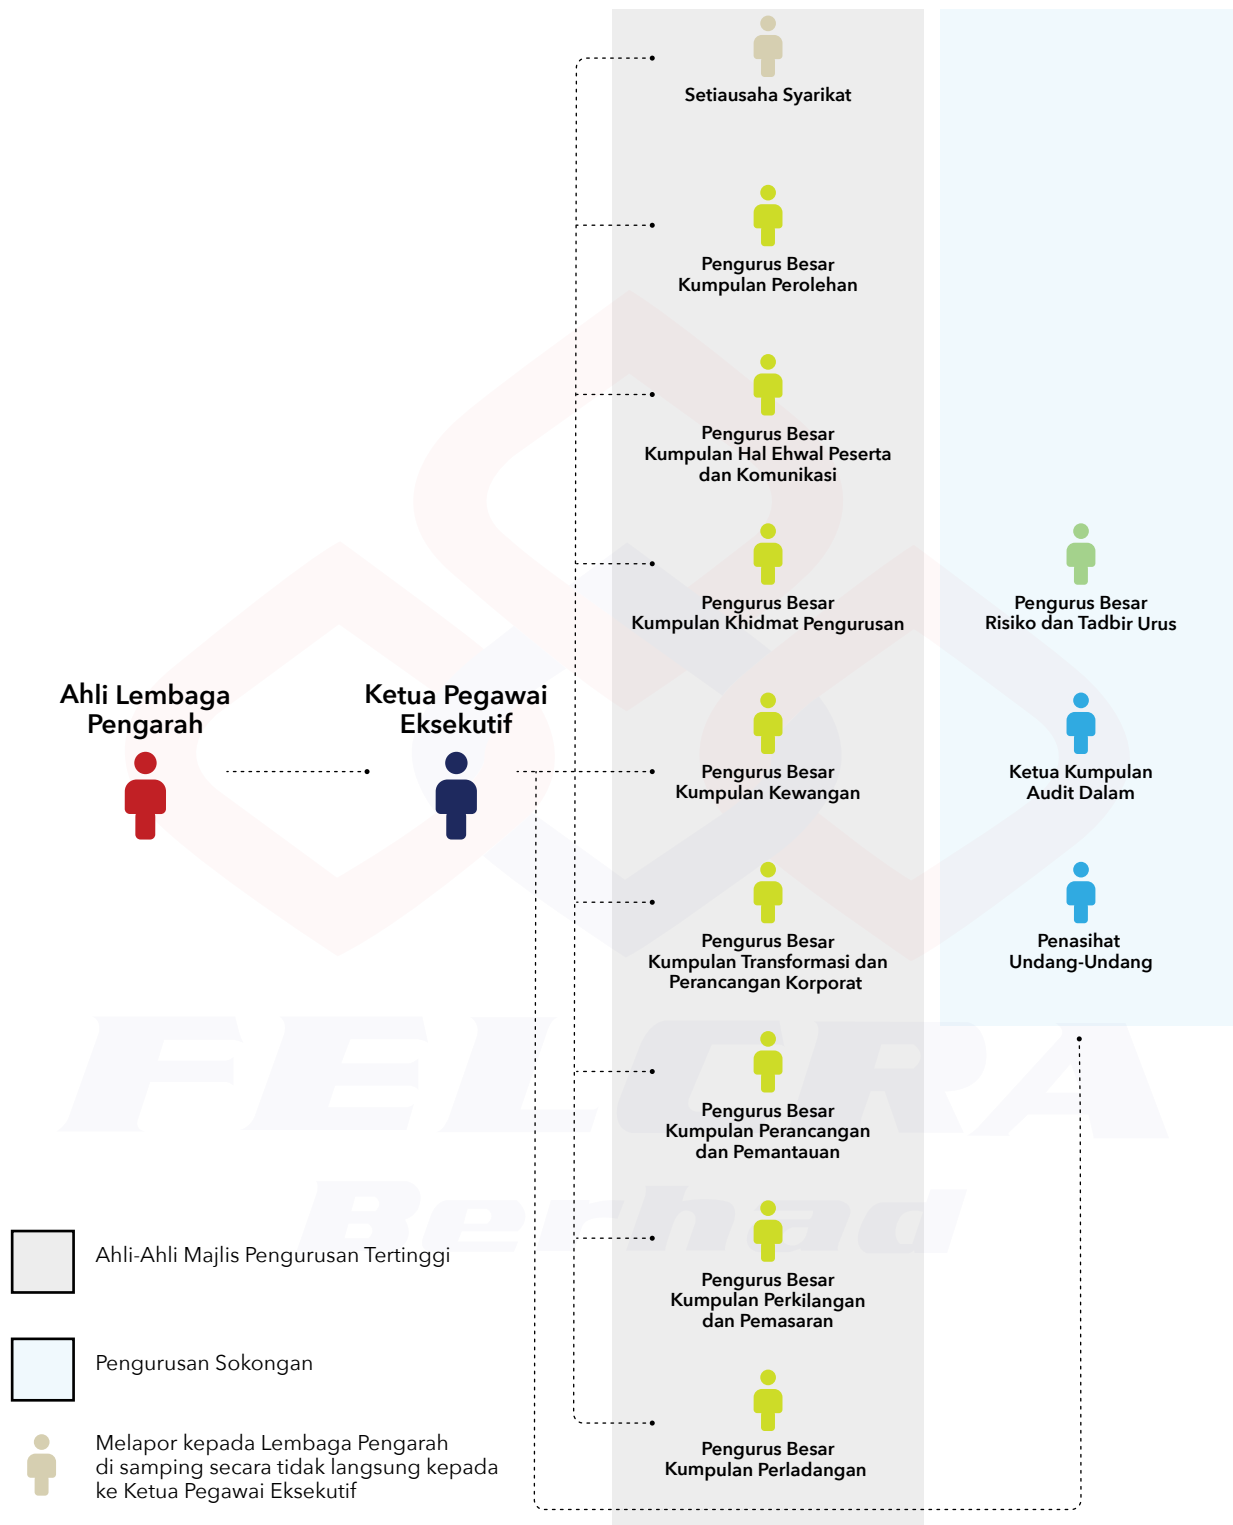 Setiausaha Syarikat
Pengurus Besar
Kumpulan Perolehan
Pengurus Besar
Kumpulan Hal Ehwal Peserta
dan Komunikasi
Pengurus Besar
Kumpulan Khidmat Pengurusan
Pengurus Besar
Risiko dan Tadbir Urus
Ahli Lembaga
Pengarah
Ketua Pegawai
Eksekutif
Pengurus Besar
Kumpulan Kewangan
Ketua Kumpulan
Audit Dalam
Pengurus Besar
Kumpulan Transformasi dan
Perancangan Korporat
Penasihat
Undang-Undang
FELCRA
Berhad
Pengurus Besar
Kumpulan Perancangan
dan Pemantauan
Pengurus Besar
Kumpulan Perkilangan
dan Pemasaran
Pengurus Besar
Kumpulan Perladangan
Ahli-Ahli Majlis Pengurusan Tertinggi
Pengurusan Sokongan
Melapor kepada Lembaga Pengarah
di samping secara tidak langsung kepada
ke Ketua Pegawai Eksekutif